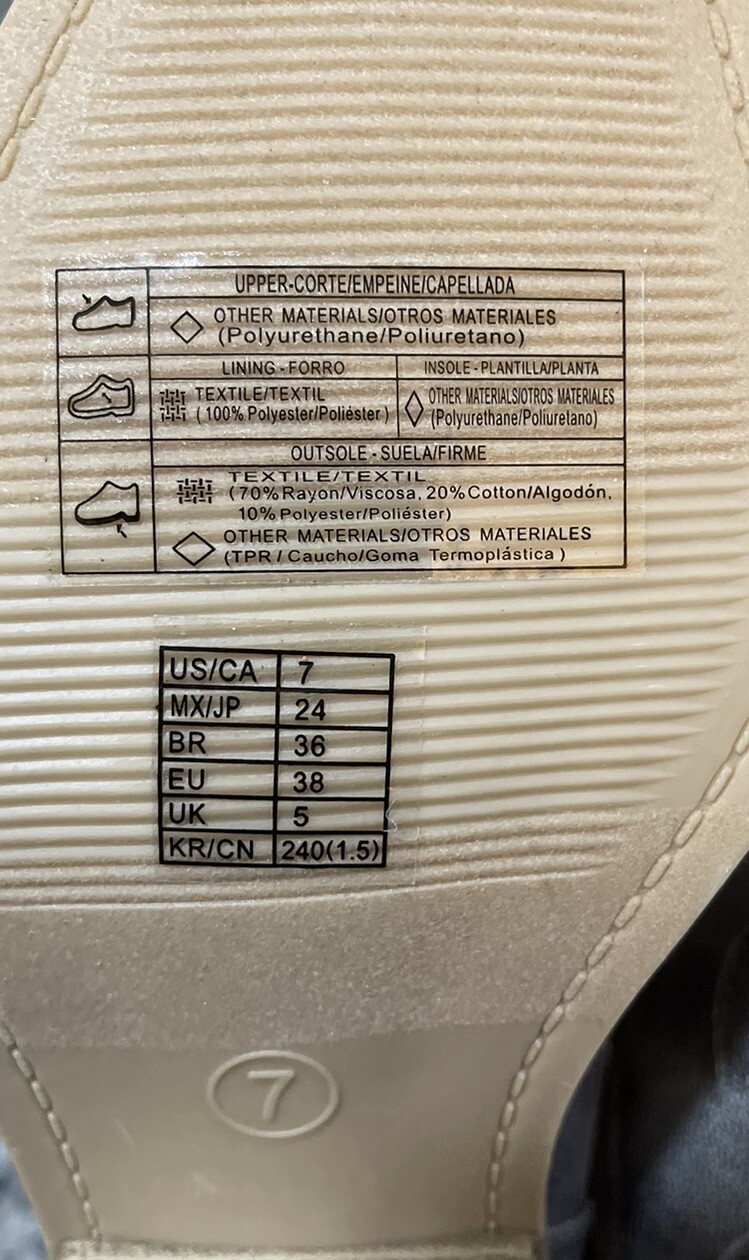 UPPER-CORTE/EMPEINE/CAPELLADA
OTHER MATERIALS/OTROS MATERIALES
(Polyurethane/Poliuretano)
LINING - FORRO
TEXTILE/TEXTIL
( 100% Polyester/Poliéster )
INSOLE - PLANTILLA/PLANTA
OTHER MATERIALS/OTROS MATERIALES
(Polyurethane/Poliuretano)
OUTSOLE - SUELA/FIRME
TEXTILE/TEXTIL
(70% Rayon/Viscosa, 20% Cotton/Algodón,
10% Polyester/Poliéster)
OTHER MATERIALS/OTROS MATERIALES
(TPR / Caucho/Goma Termoplástica )
US/CA 7
MX/JP 24
BR 36
EU 38
UK 5
KR/CN 240(1.5)
7